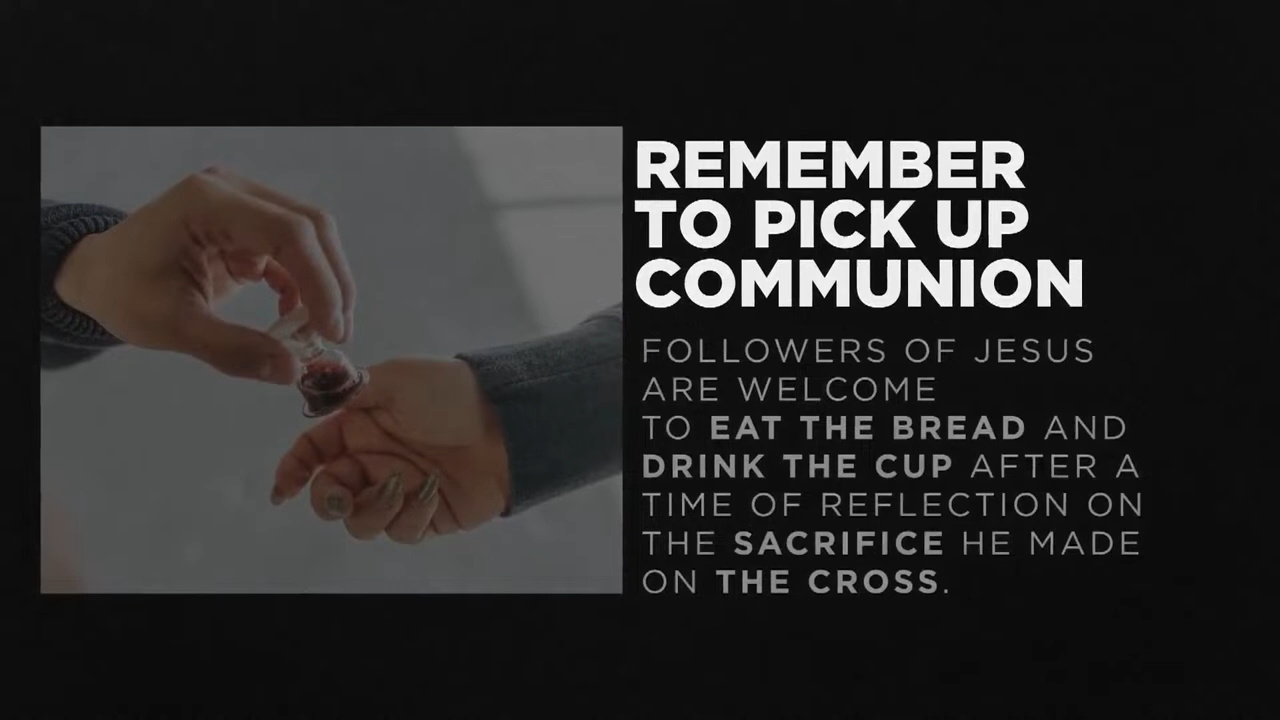 REMEMBER
TO PICK UP
COMMUNION
FOLLOWERS OF JESUS
ARE WELCOME
TO EAT THE BREAD AND
DRINK THE CUP AFTER A
TIME OF REFLECTION ON
THE SACRIFICE HE MADE
ON THE CROSS.